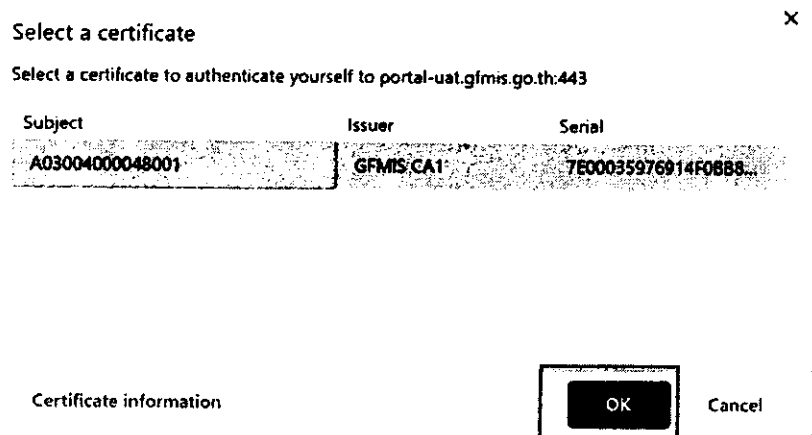 ×
Select a certificate
Select a certificate to authenticate yourself to portal-uat.gfmis.go.th:443
Subject Issuer Serial
A03004000048001 GFMIS CA1 7E00035976914F0BB8...
Certificate information OK Cancel